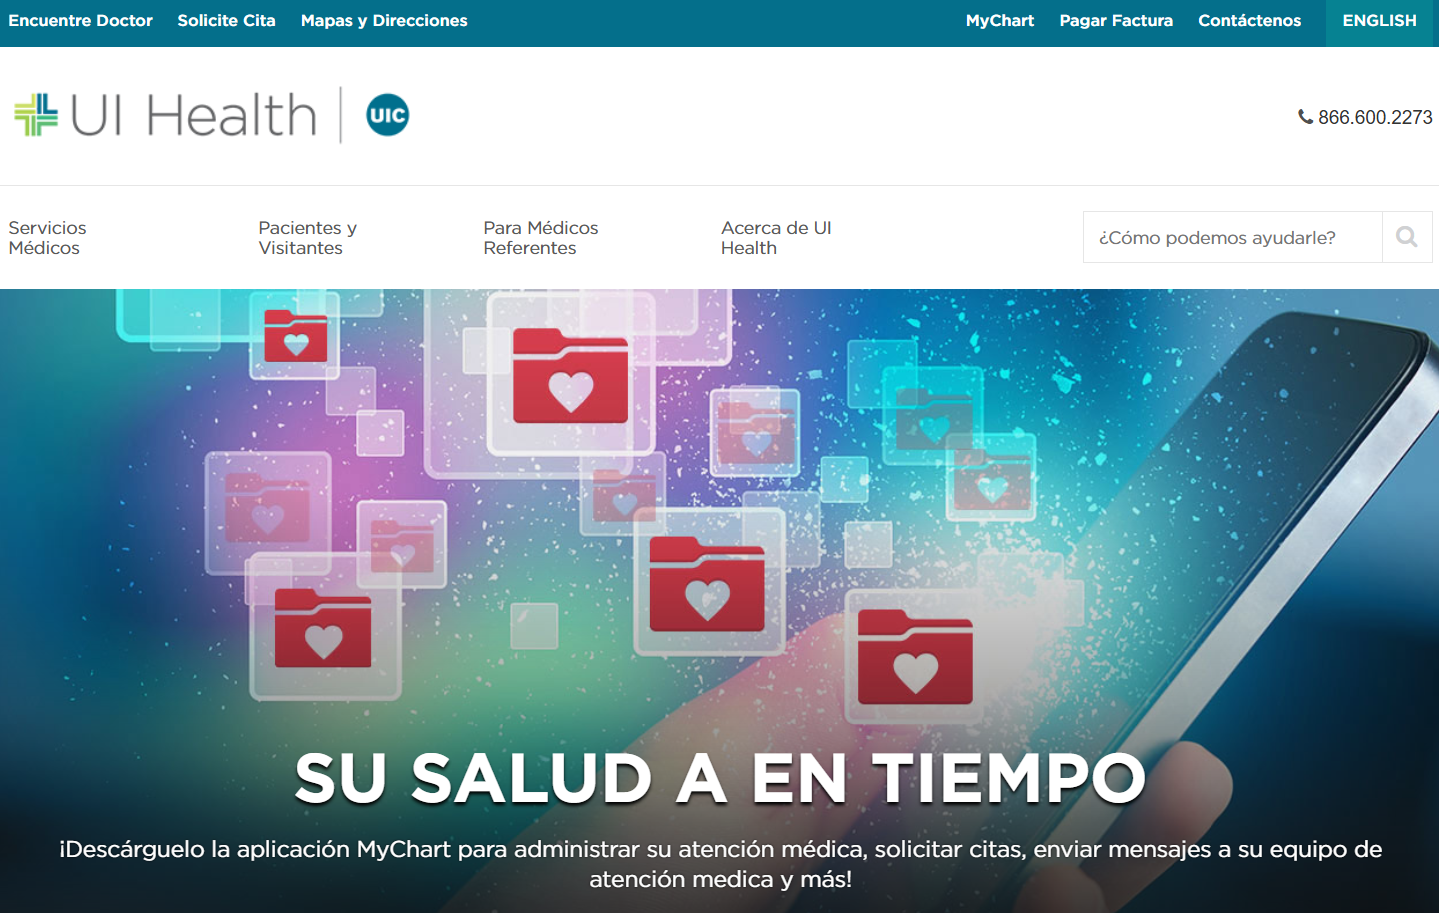 Encuentre Doctor Solicite Cita Mapas y Direcciones MyChart Pagar Factura Contáctenos ENGLISH
UI Health UIC
866.600.2273
Servicios Médicos
Pacientes y Visitantes
Para Médicos Referentes
Acerca de UI Health
¿Cómo podemos ayudarle?
SU SALUD A EN TIEMPO
¡Descárguelo la aplicación MyChart para administrar su atención médica, solicitar citas, enviar mensajes a su equipo de
atención medica y más!